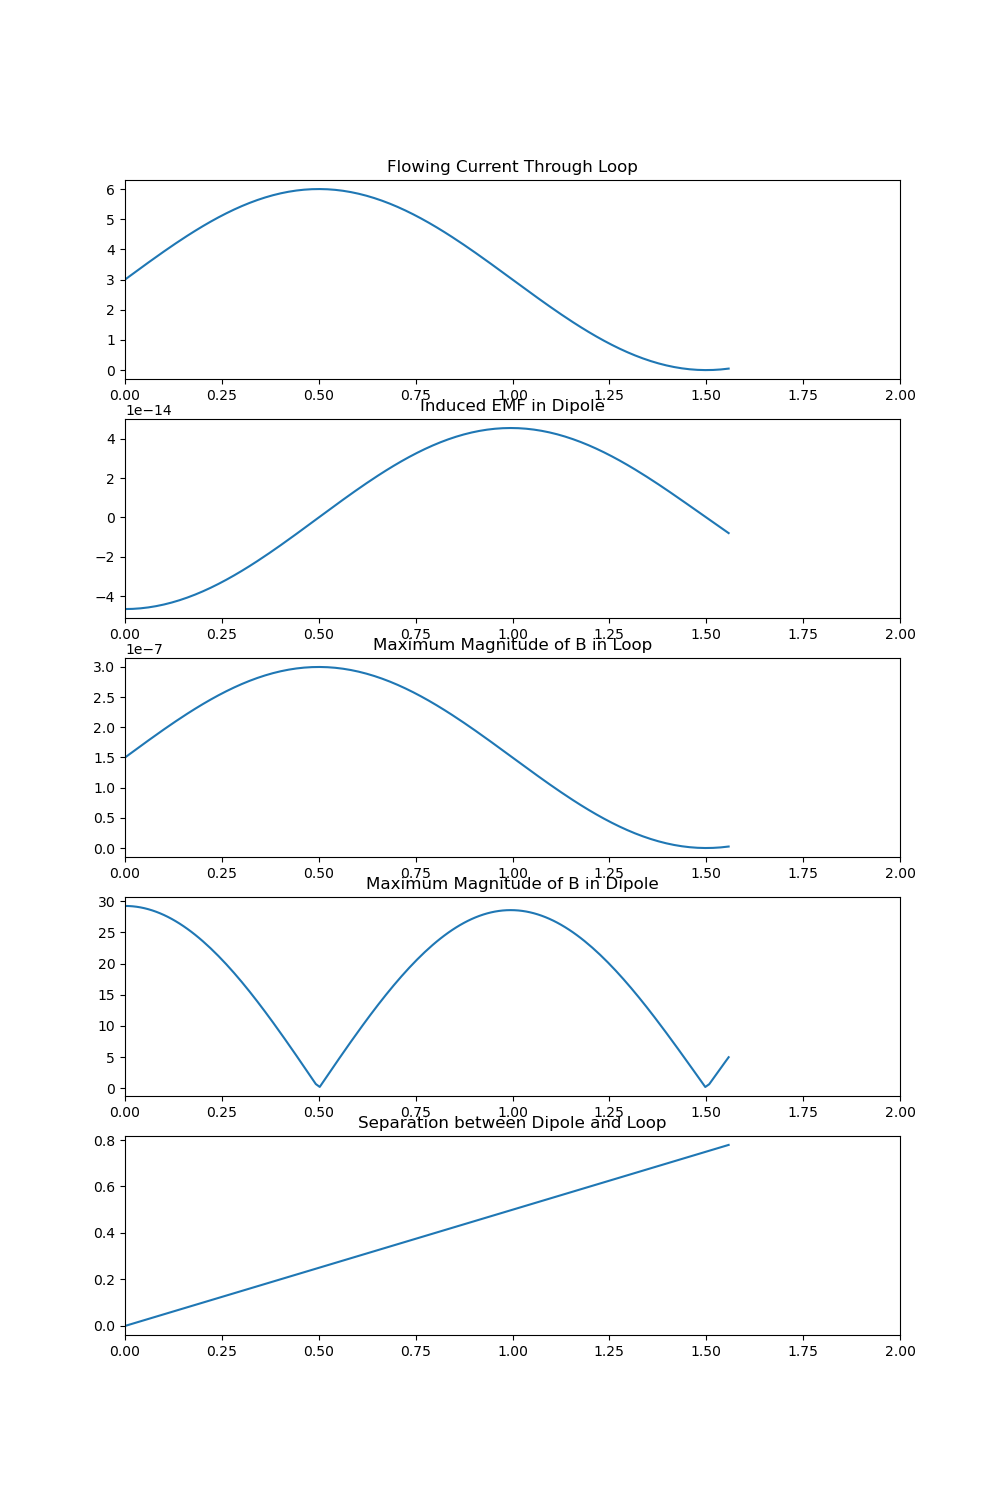 Flowing Current Through Loop
6
5
4
3
2
1
0
0.00 0.25 0.50 0.75 1.00 1.25 1.50 1.75 2.00
Induced EMF in Dipole
1e−14
4
2
0
−2
−4
0.00 0.25 0.50 0.75 1.00 1.25 1.50 1.75 2.00
Maximum Magnitude of B in Loop
1e−7
3.0
2.5
2.0
1.5
1.0
0.5
0.0
0.00 0.25 0.50 0.75 1.00 1.25 1.50 1.75 2.00
Maximum Magnitude of B in Dipole
30
25
20
15
10
5
0
0.00 0.25 0.50 0.75 1.00 1.25 1.50 1.75 2.00
Separation between Dipole and Loop
0.8
0.6
0.4
0.2
0.0
0.00 0.25 0.50 0.75 1.00 1.25 1.50 1.75 2.00